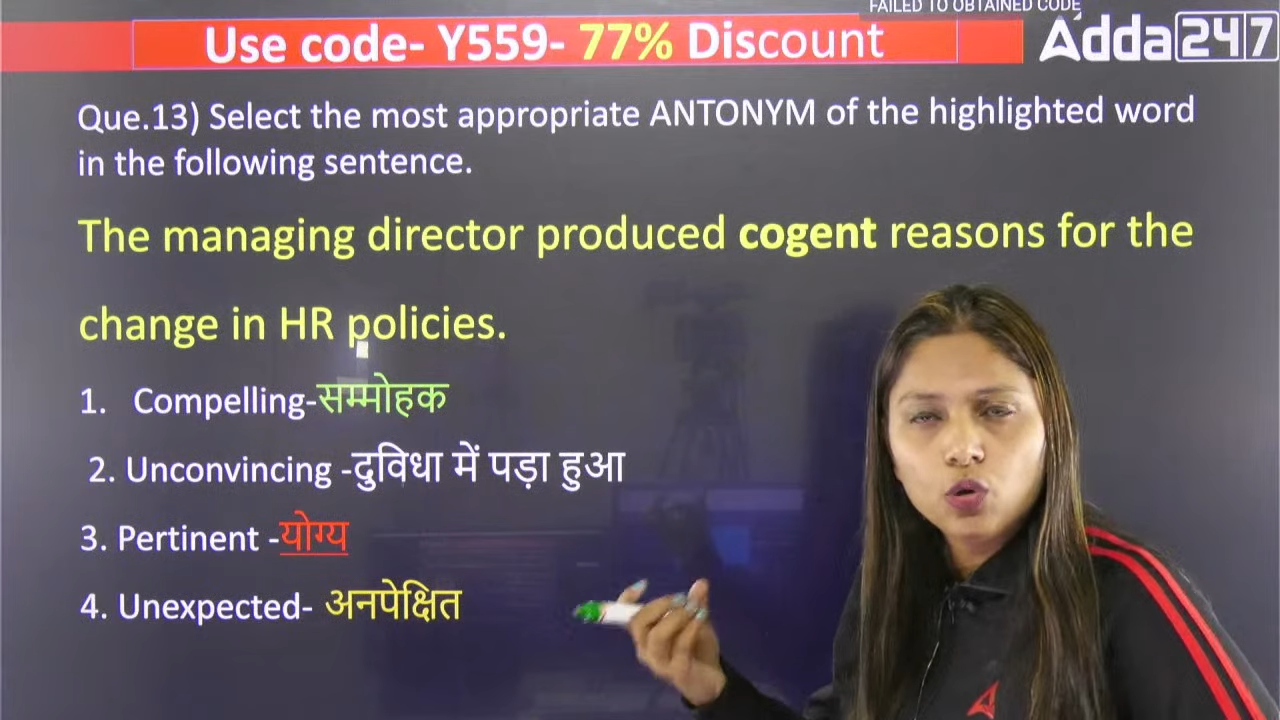 FAILED TO OBTAINED CODE
Use code- Y559- 77% Discount
Adda 247
Que.13) Select the most appropriate ANTONYM of the highlighted word
in the following sentence.
The managing director produced cogent reasons for the
change in HR policies.
1. Compelling-सम्मोहक
2. Unconvincing -दुविधा में पड़ा हुआ
3. Pertinent -योग्य
4. Unexpected- अनपेक्षित